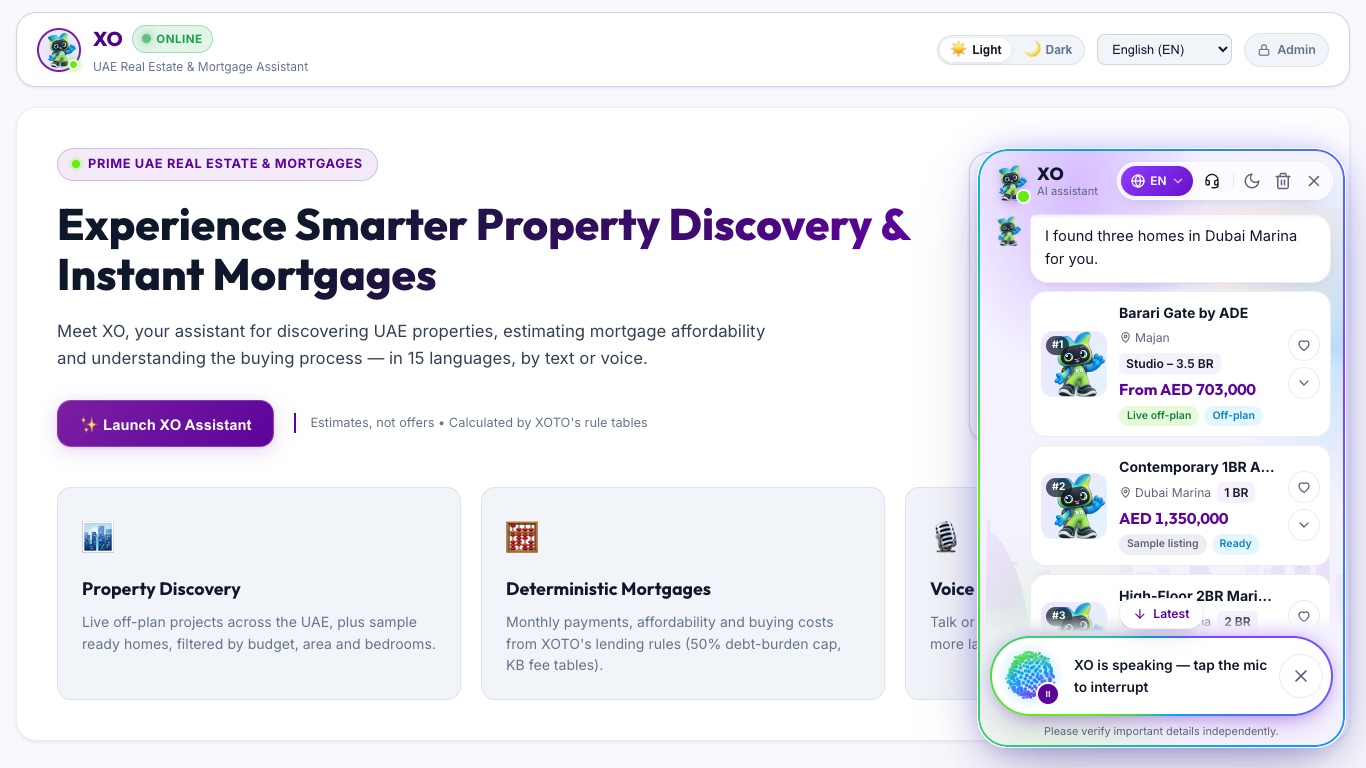 XO
ONLINE
UAE Real Estate & Mortgage Assistant
Light
Dark
English (EN)
Admin
PRIME UAE REAL ESTATE & MORTGAGES
Experience Smarter Property Discovery &
Instant Mortgages
Meet XO, your assistant for discovering UAE properties, estimating mortgage affordability
and understanding the buying process — in 15 languages, by text or voice.
✨ Launch XO Assistant
Estimates, not offers • Calculated by XOTO's rule tables
Property Discovery
Live off-plan projects across the UAE, plus sample
ready homes, filtered by budget, area and bedrooms.
Deterministic Mortgages
Monthly payments, affordability and buying costs
from XOTO's lending rules (50% debt-burden cap,
KB fee tables).
Voice
Talk or
more
XO
AI assistant
EN
I found three homes in Dubai Marina
for you.
#1
Barari Gate by ADE
Majan
Studio – 3.5 BR
From AED 703,000
Live off-plan
Off-plan
#2
Contemporary 1BR A...
Dubai Marina
1 BR
AED 1,350,000
Sample listing
Ready
#3
High-Floor 2BR Mari...
2 BR
Latest
XO is speaking — tap the mic
to interrupt
Please verify important details independently.